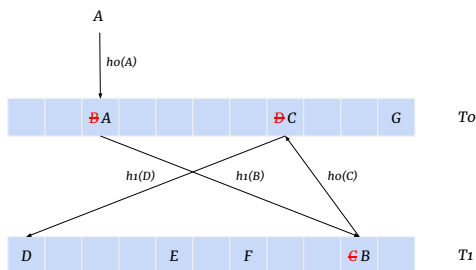 A
h0(A)
B A D C G T0
h1(D) h1(B) h0(C)
D E F C B T1